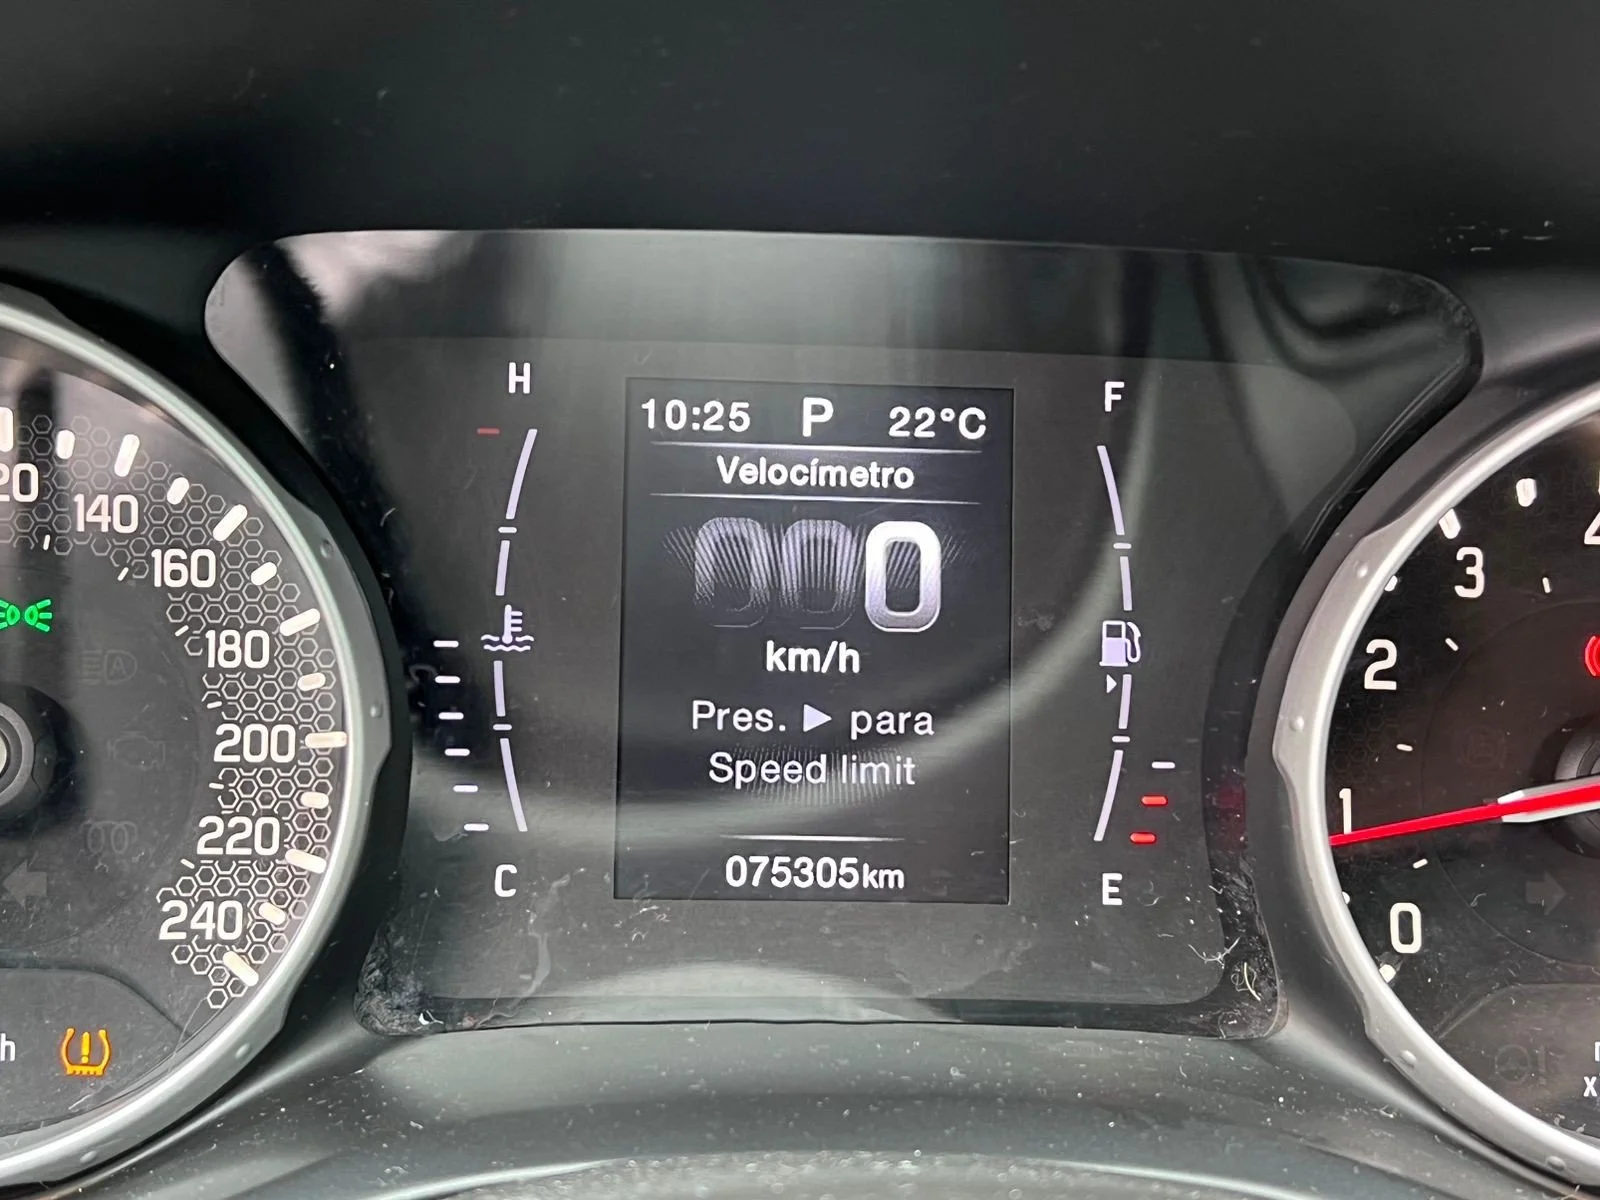 H
10:25 P 22°C
F
Velocímetro
000
km/h
Pres. ▶ para
Speed limit
075305km
C
E
140
160
180
200
220
240
0
1
2
3